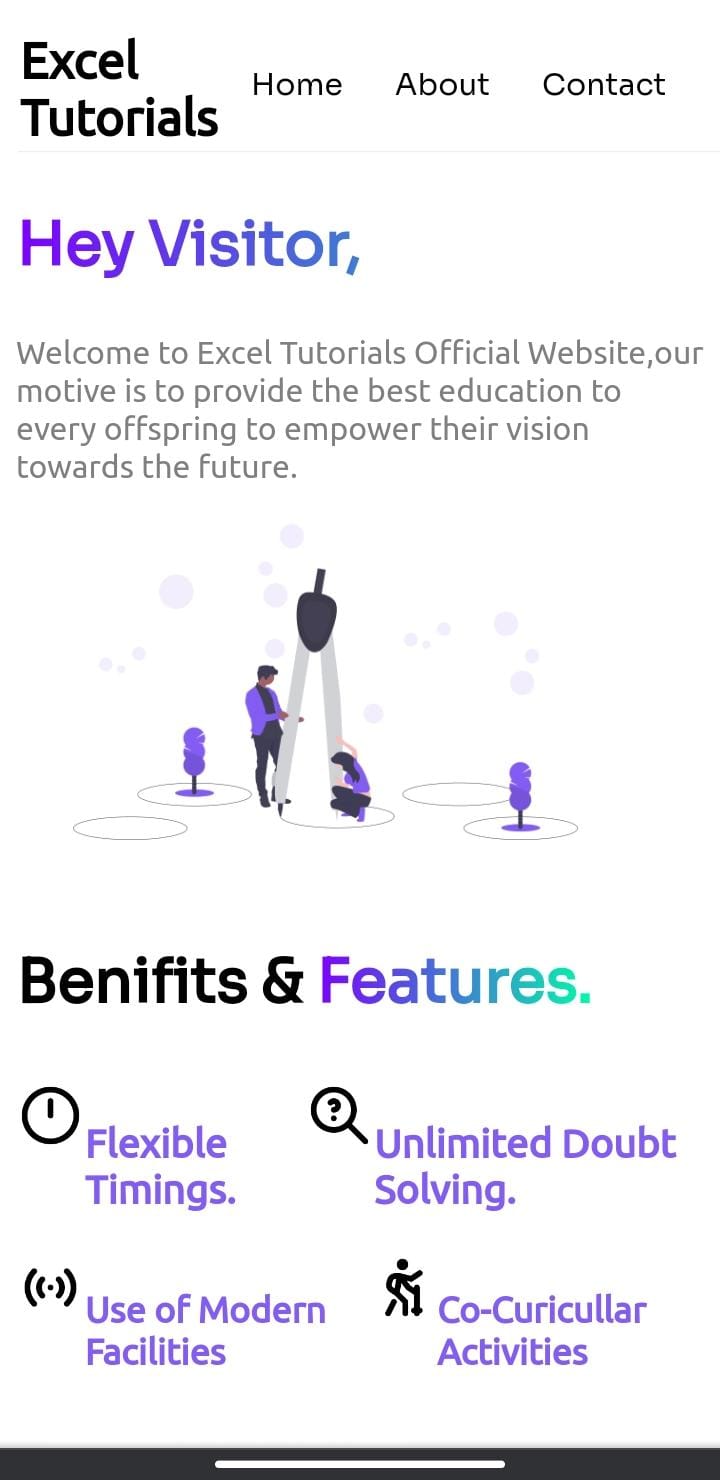 Excel
Tutorials
Home About Contact
Hey Visitor,
Welcome to Excel Tutorials Official Website,our
motive is to provide the best education to
every offspring to empower their vision
towards the future.
Benifits & Features.
Flexible
Timings.
Unlimited Doubt
Solving.
Use of Modern
Facilities
Co-Curicullar
Activities